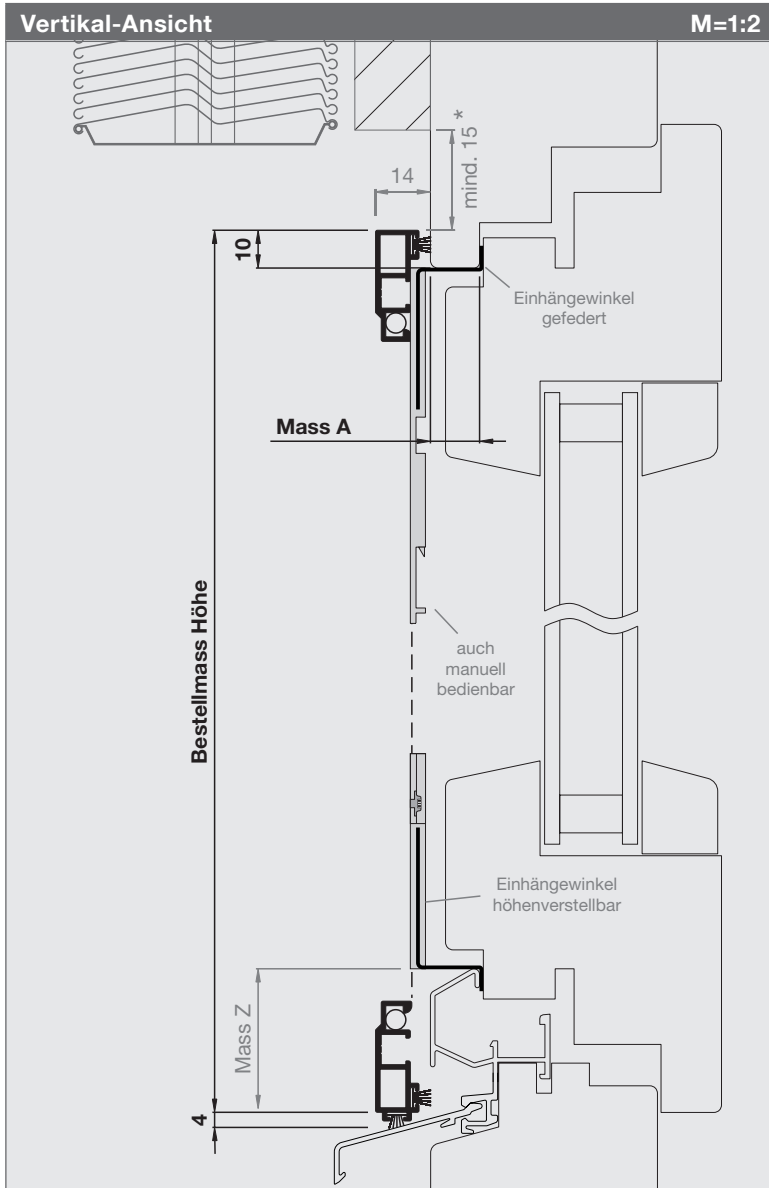 Vertikal-Ansicht M=1:2
14
mind. 15 *
10
Einhängewinkel
gefedert
Mass A
Bestellmass Höhe
auch
manuell
bedienbar
Einhängewinkel
höhenverstellbar
Mass Z
4